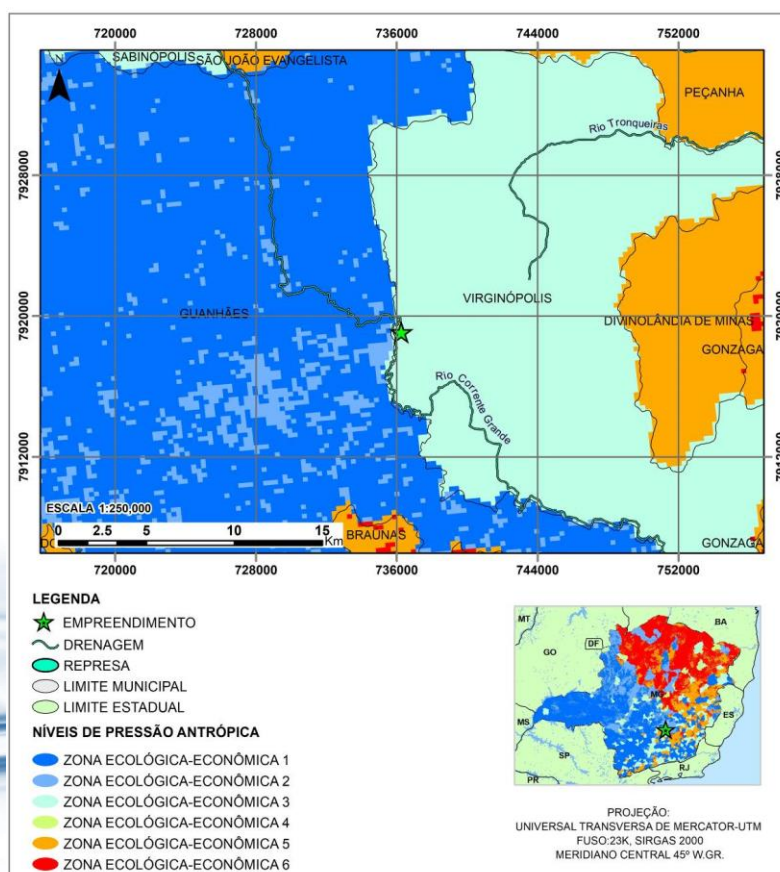 720000 728000 736000 744000 752000
SABINÓPOLIS
SÃO JOÃO EVANGELISTA
N
PEÇANHA
Rio Tronqueiras
7928000
7928000
VIRGINÓPOLIS
GUANHÃES
DIVINOLÂNDIA DE MINAS
7920000
7920000
GONZAGA
Rio Corrente Grande
7912000
7912000
ESCALA 1:250,000
0 2.5 5 10 15
Km
BRAÚNAS
GONZAGA
720000 728000 736000 744000 752000
LEGENDA
EMPREENDIMENTO
DRENAGEM
REPRESA
LIMITE MUNICIPAL
LIMITE ESTADUAL
NÍVEIS DE PRESSÃO ANTRÓPICA
ZONA ECOLÓGICA-ECONÔMICA 1
ZONA ECOLÓGICA-ECONÔMICA 2
ZONA ECOLÓGICA-ECONÔMICA 3
ZONA ECOLÓGICA-ECONÔMICA 4
ZONA ECOLÓGICA-ECONÔMICA 5
ZONA ECOLÓGICA-ECONÔMICA 6
MT
BA
GO
DF
MG
ES
MS
SP
RJ
PR
PROJEÇÃO:
UNIVERSAL TRANSVERSA DE MERCATOR-UTM
FUSO:23K, SIRGAS 2000
MERIDIANO CENTRAL 45º W.GR.